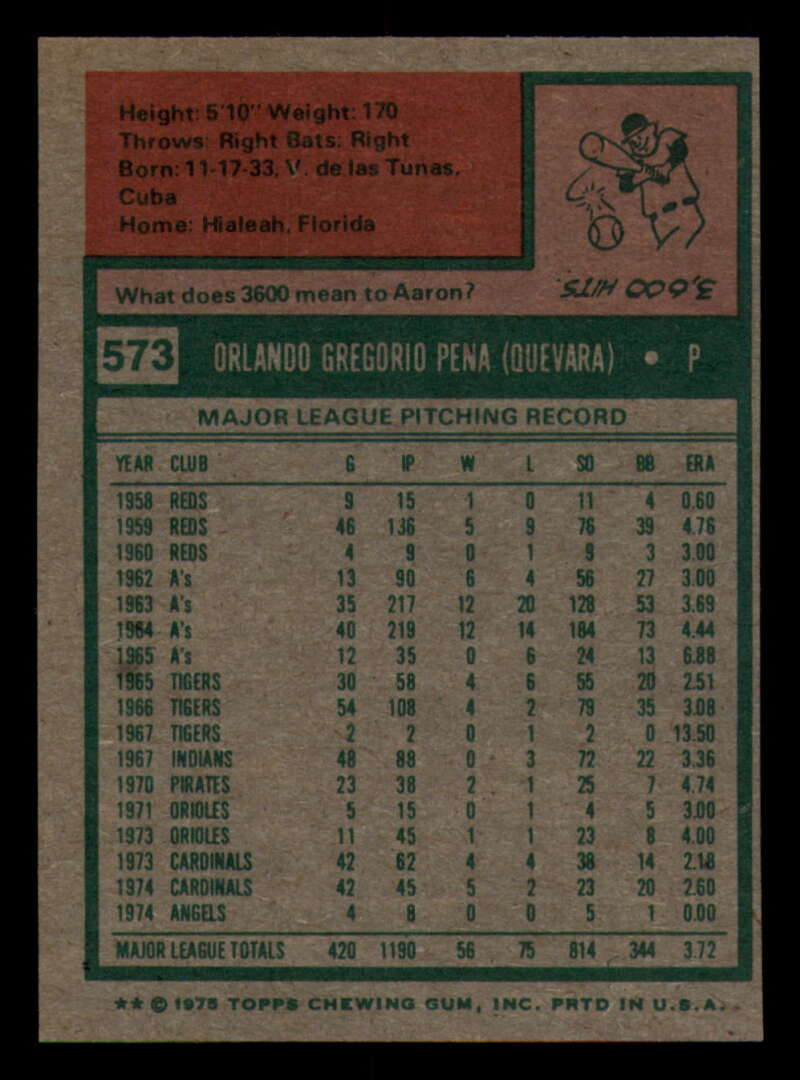 Height: 5'10" Weight: 170
Throws: Right Bats: Right
Born: 11-17-33, V. de las Tunas,
Cuba
Home: Hialeah, Florida
What does 3600 mean to Aaron?
3,600 HITS.
573 ORLANDO GREGORIO PENA (QUEVARA) • P
MAJOR LEAGUE PITCHING RECORD
YEAR CLUB G IP W L SO BB ERA
1958 REDS 9 15 1 0 11 4 0.60
1959 REDS 46 136 5 9 76 39 4.76
1960 REDS 4 9 0 1 9 3 3.00
1962 A's 13 90 6 4 56 27 3.00
1963 A's 35 217 12 20 128 53 3.69
1964 A's 40 219 12 14 184 73 4.44
1965 A's 12 35 0 6 24 13 6.88
1965 TIGERS 30 58 4 6 55 20 2.51
1966 TIGERS 54 108 4 2 79 35 3.08
1967 TIGERS 2 2 0 1 2 0 13.50
1967 INDIANS 48 88 0 3 72 22 3.36
1970 PIRATES 23 38 2 1 25 7 4.74
1971 ORIOLES 5 15 0 1 4 5 3.00
1973 ORIOLES 11 45 1 1 23 8 4.00
1973 CARDINALS 42 62 4 4 38 14 2.18
1974 CARDINALS 42 45 5 2 23 20 2.60
1974 ANGELS 4 8 0 0 5 1 0.00
MAJOR LEAGUE TOTALS 420 1190 56 75 814 344 3.72
★★ © 1975 TOPPS CHEWING GUM, INC. PRTD IN U.S.A.